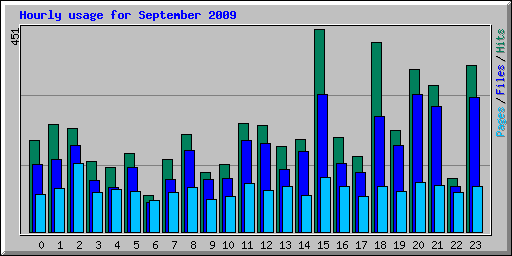 Hourly usage for September 2009
451
Pages/Files/Hits
0 1 2 3 4 5 6 7 8 9 10 11 12 13 14 15 16 17 18 19 20 21 22 23